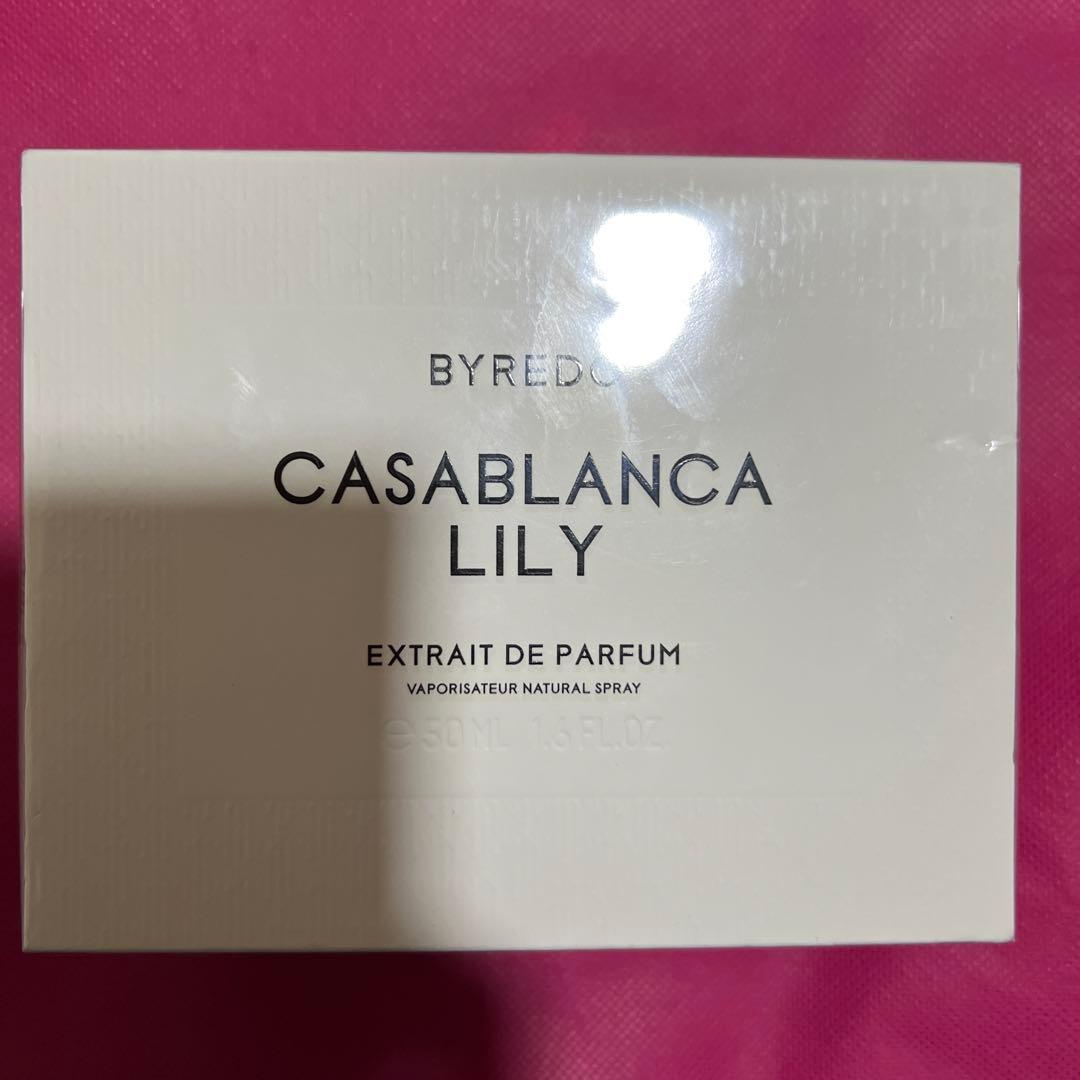 BYREDO
CASABLANCA
LILY
EXTRAIT DE PARFUM
VAPORISATEUR NATURAL SPRAY
℮ 50 ML 1.6 FL.OZ.